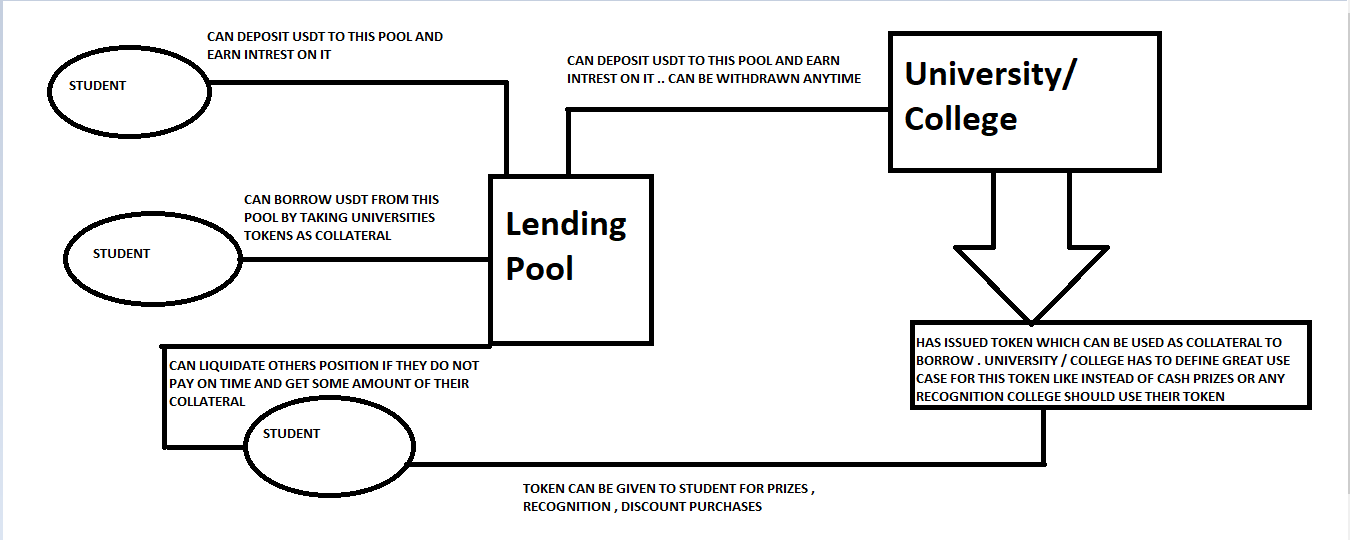 CAN DEPOSIT USDT TO THIS POOL AND
EARN INTREST ON IT
STUDENT
CAN DEPOSIT USDT TO THIS POOL AND EARN
INTREST ON IT .. CAN BE WITHDRAWN ANYTIME
University/
College
CAN BORROW USDT FROM THIS
POOL BY TAKING UNIVERSITIES
TOKENS AS COLLATERAL
STUDENT
Lending
Pool
HAS ISSUED TOKEN WHICH CAN BE USED AS COLLATERAL TO
BORROW . UNIVERSITY / COLLEGE HAS TO DEFINE GREAT USE
CASE FOR THIS TOKEN LIKE INSTEAD OF CASH PRIZES OR ANY
RECOGNITION COLLEGE SHOULD USE THEIR TOKEN
CAN LIQUIDATE OTHERS POSITION IF THEY DO NOT
PAY ON TIME AND GET SOME AMOUNT OF THEIR
COLLATERAL
STUDENT
TOKEN CAN BE GIVEN TO STUDENT FOR PRIZES ,
RECOGNITION , DISCOUNT PURCHASES